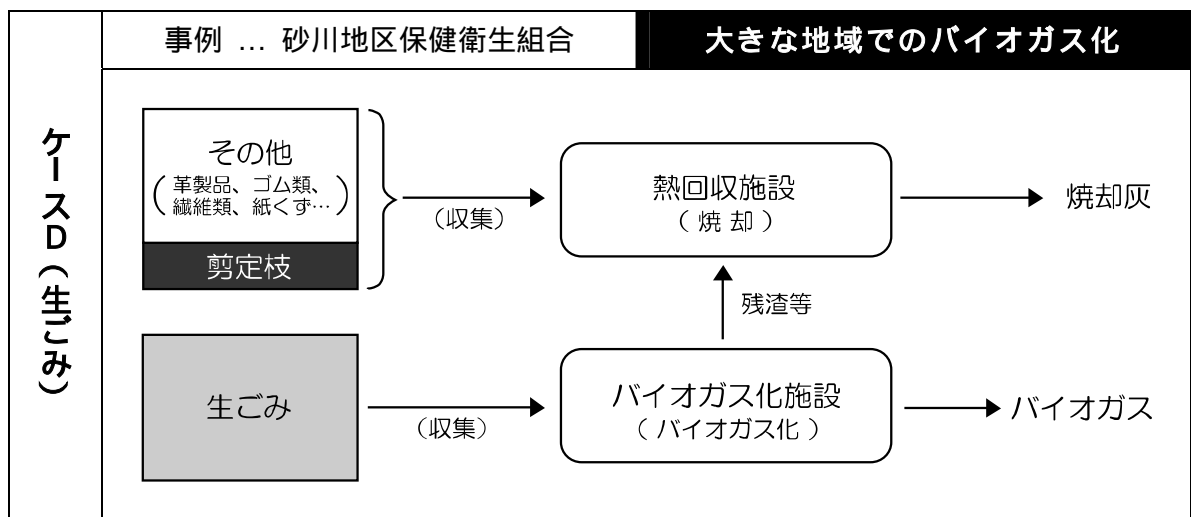 事例 … 砂川地区保健衛生組合
大きな地域でのバイオガス化
ケースD(生ごみ)
その他
(革製品、ゴム類、
繊維類、紙くず…)
剪定枝
(収集)
熱回収施設
( 焼 却 )
焼却灰
残渣等
生ごみ
(収集)
バイオガス化施設
( バイオガス化 )
バイオガス